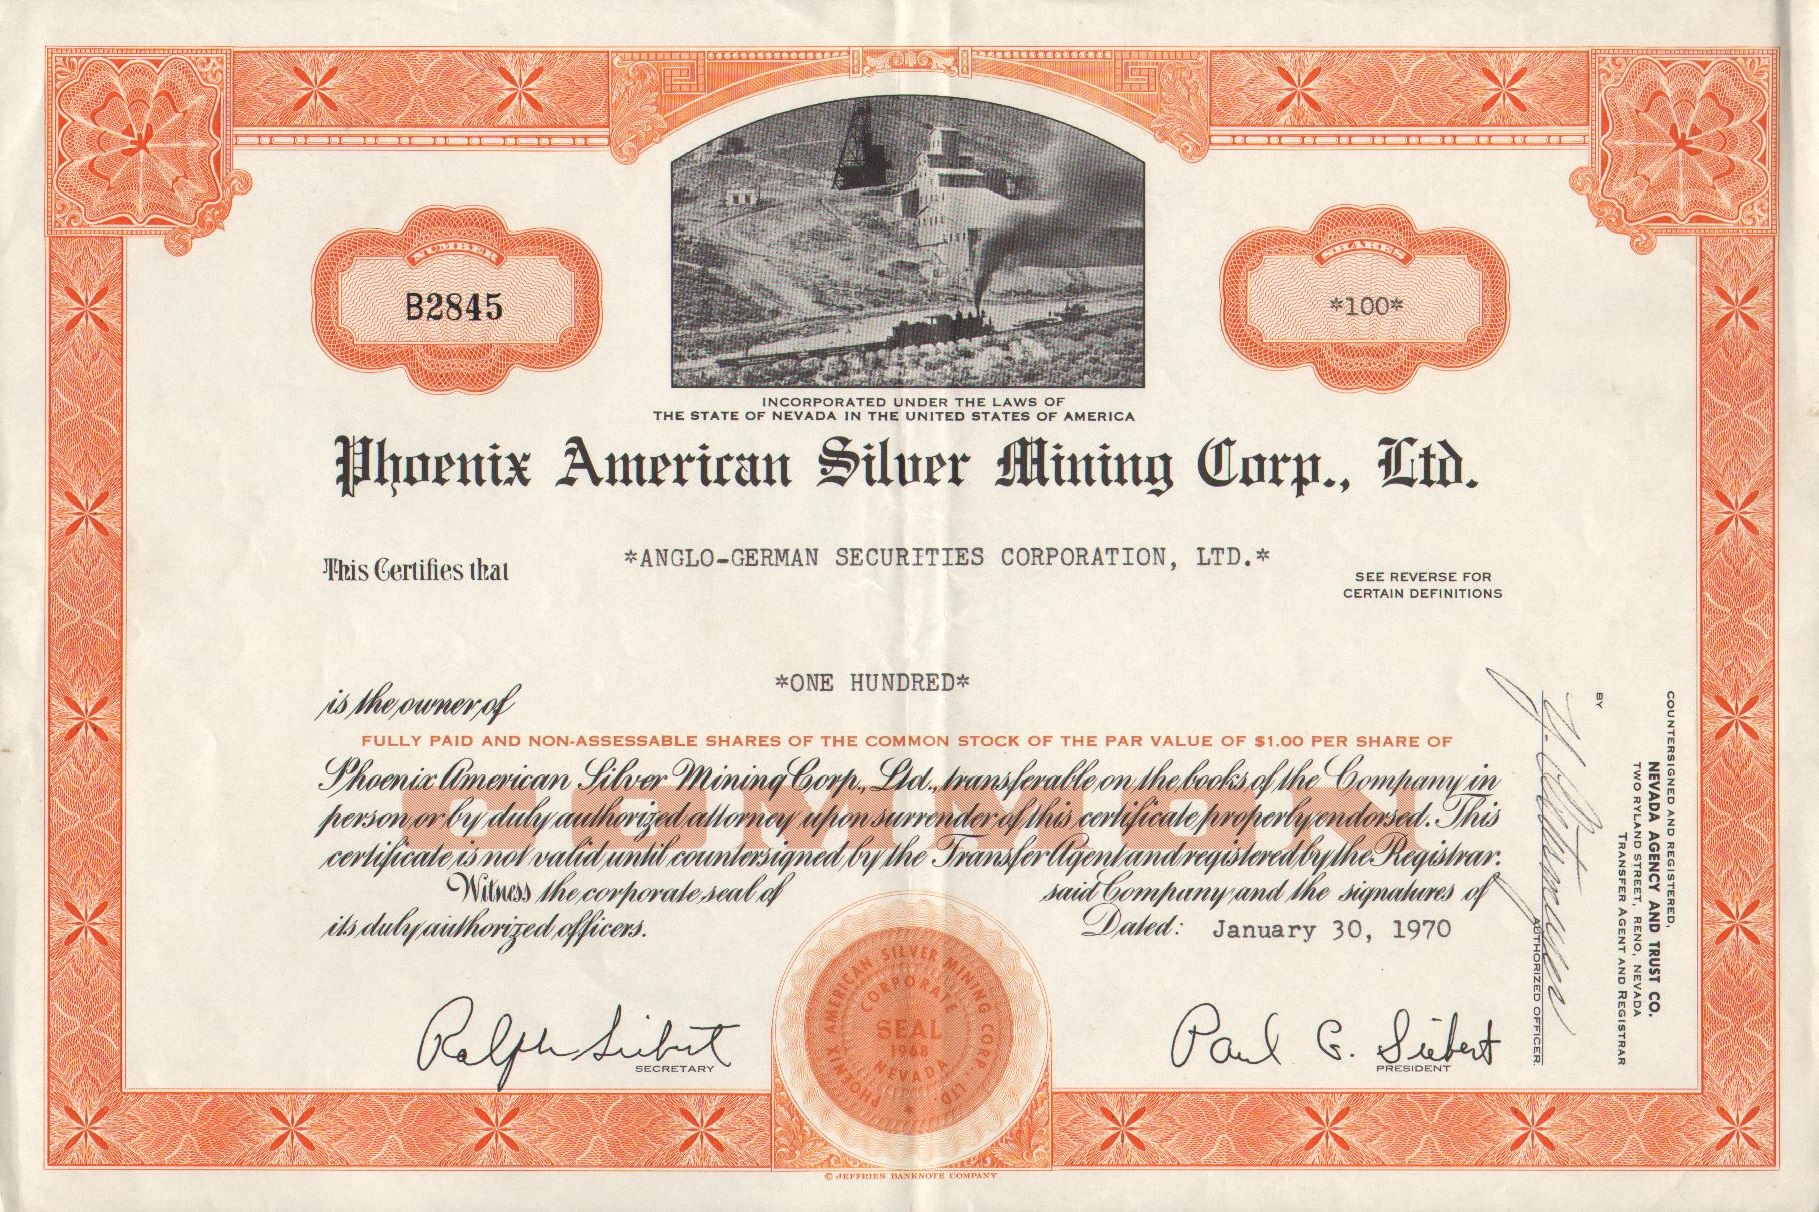 NUMBER
B2845
SHARES
*100*
INCORPORATED UNDER THE LAWS OF
THE STATE OF NEVADA IN THE UNITED STATES OF AMERICA
Phoenix American Silver Mining Corp., Ltd.
This Certifies that
*ANGLO-GERMAN SECURITIES CORPORATION, LTD.*
SEE REVERSE FOR
CERTAIN DEFINITIONS
is the owner of
*ONE HUNDRED*
FULLY PAID AND NON-ASSESSABLE SHARES OF THE COMMON STOCK OF THE PAR VALUE OF $1.00 PER SHARE OF
Phoenix American Silver Mining Corp., Ltd., transferable on the books of the Company in
person or by duly authorized attorney upon surrender of this certificate properly endorsed. This
certificate is not valid until countersigned by the Transfer Agent and registered by the Registrar.
COMMON
Witness the corporate seal of said Company and the signatures of
its duly authorized officers.
Dated: January 30, 1970
Ralph Siebert
SECRETARY
PHOENIX AMERICAN SILVER MINING CORP. LTD.
CORPORATE
SEAL
1968
NEVADA
*
Paul G. Siebert
PRESIDENT
COUNTERSIGNED AND REGISTERED,
NEVADA AGENCY AND TRUST CO.
TWO RYLAND STREET, RENO, NEVADA
TRANSFER AGENT AND REGISTRAR
BY
AUTHORIZED OFFICER.
© JEFFRIES BANKNOTE COMPANY